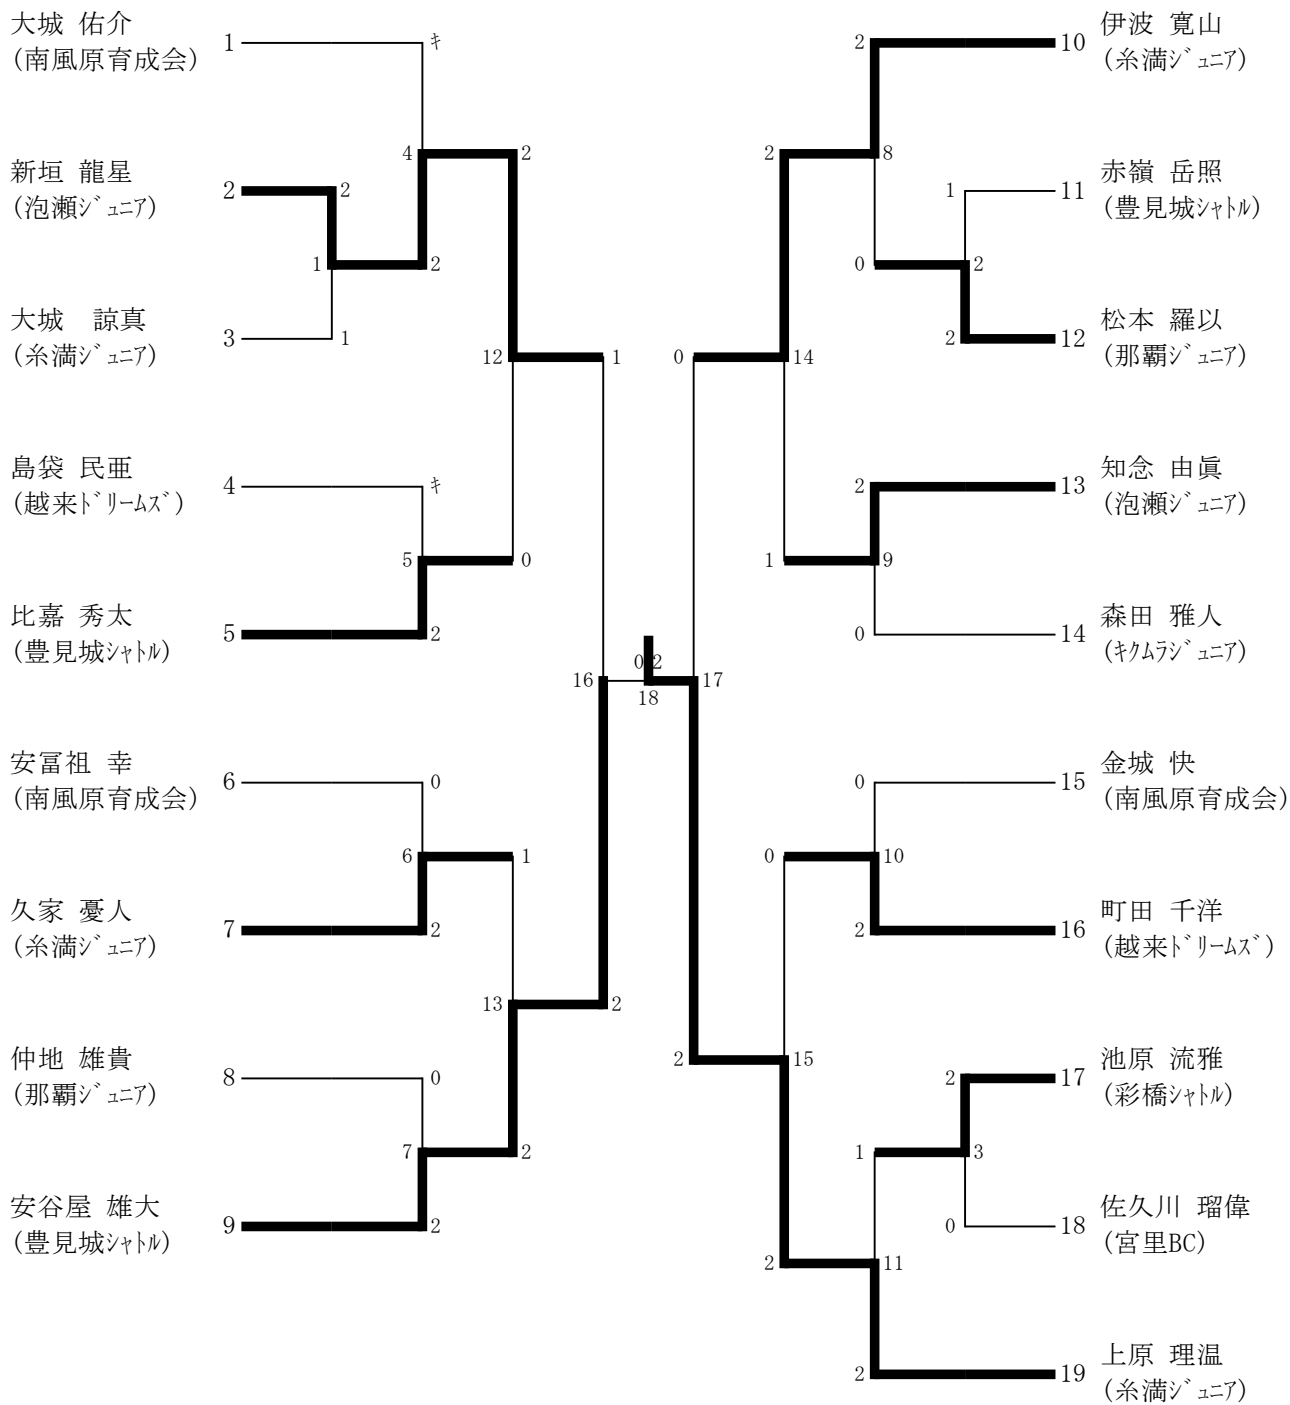 大城 佑介
(南風原育成会)
1
ｷ
新垣 龍星
(泡瀬ｼﾞｭﾆｱ)
2
2
4
2
1
2
大城　諒真
(糸満ｼﾞｭﾆｱ)
3
1
12
1
島袋 民亜
(越来ﾄﾞﾘｰﾑｽﾞ)
4
ｷ
5
0
比嘉 秀太
(豊見城ｼｬﾄﾙ)
5
2
16
0
2
18
17
安冨祖 幸
(南風原育成会)
6
0
6
1
久家 憂人
(糸満ｼﾞｭﾆｱ)
7
2
13
2
仲地 雄貴
(那覇ｼﾞｭﾆｱ)
8
0
7
2
安谷屋 雄大
(豊見城ｼｬﾄﾙ)
9
2
2
10
伊波 寛山
(糸満ｼﾞｭﾆｱ)
2
8
1
11
赤嶺 岳照
(豊見城ｼｬﾄﾙ)
0
2
2
12
松本 羅以
(那覇ｼﾞｭﾆｱ)
0
14
2
13
知念 由眞
(泡瀬ｼﾞｭﾆｱ)
1
9
0
14
森田 雅人
(ｷｸﾑﾗｼﾞｭﾆｱ)
0
15
金城 快
(南風原育成会)
0
10
2
16
町田 千洋
(越来ﾄﾞﾘｰﾑｽﾞ)
2
15
2
17
池原 流雅
(彩橋ｼｬﾄﾙ)
1
3
0
18
佐久川 瑠偉
(宮里BC)
2
11
2
19
上原 理温
(糸満ｼﾞｭﾆｱ)